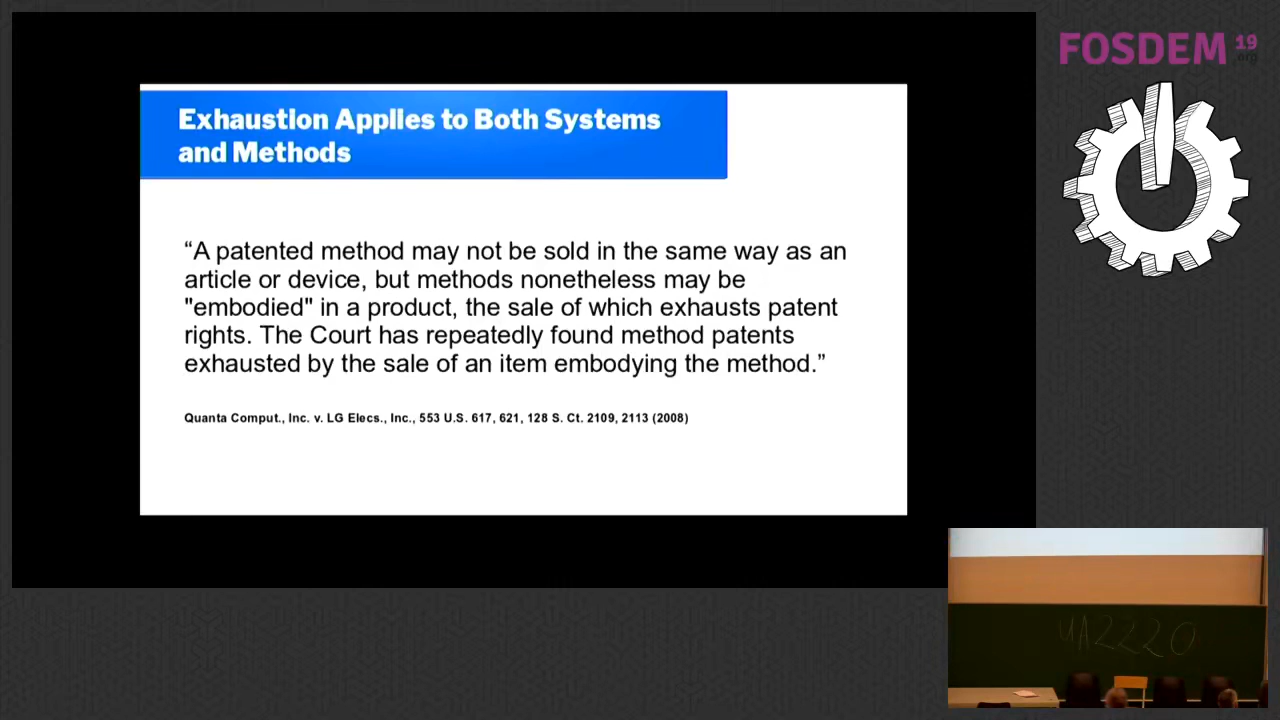 FOSDEM 19
.org
Exhaustion Applies to Both Systems
and Methods
“A patented method may not be sold in the same way as an
article or device, but methods nonetheless may be
"embodied" in a product, the sale of which exhausts patent
rights. The Court has repeatedly found method patents
exhausted by the sale of an item embodying the method.”
Quanta Comput., Inc. v. LG Elecs., Inc., 553 U.S. 617, 621, 128 S. Ct. 2109, 2113 (2008)
UA2220